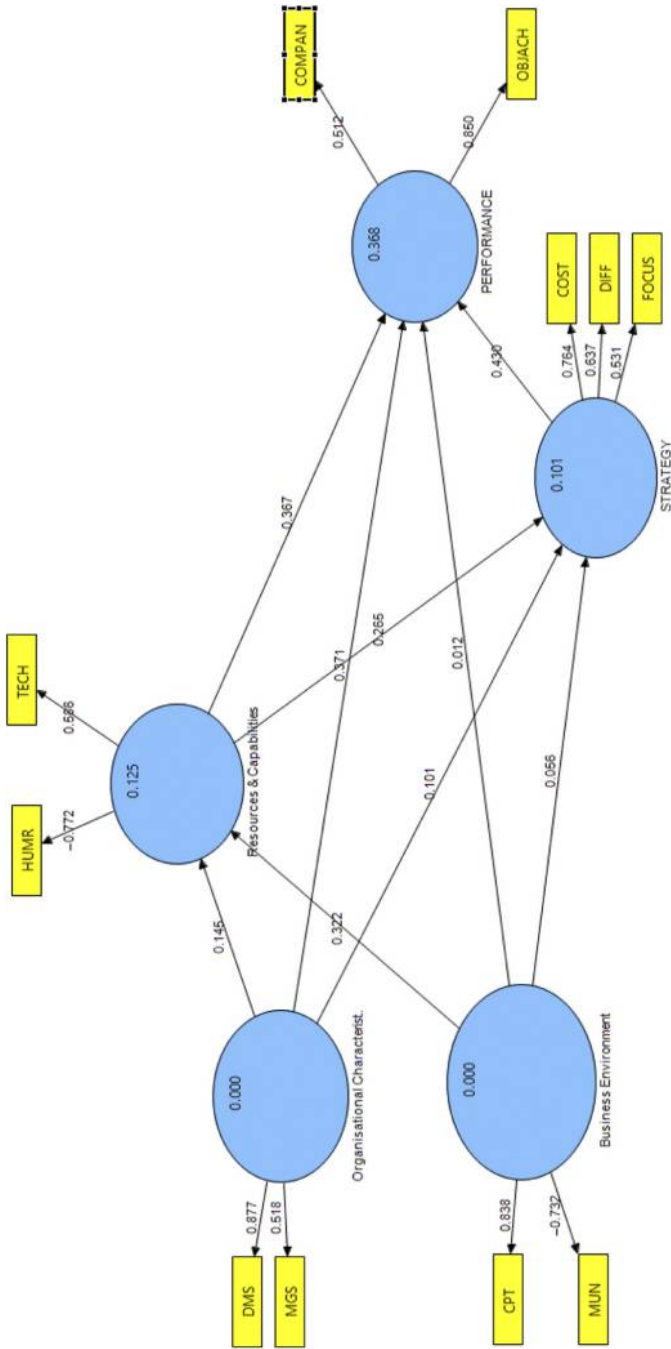 HUMR
TECH
−0.772
0.686
0.125
Resources & Capabilities
DMS
MGS
0.877
0.518
0.000
Organisational Characterist.
CPT
MUN
0.838
−0.732
0.000
Business Environment
0.145
0.322
0.367
0.371
0.265
0.101
0.012
0.056
0.430
0.368
PERFORMANCE
0.512
0.850
COMPAN
OBJACH
0.101
STRATEGY
0.764
0.637
0.531
COST
DIFF
FOCUS